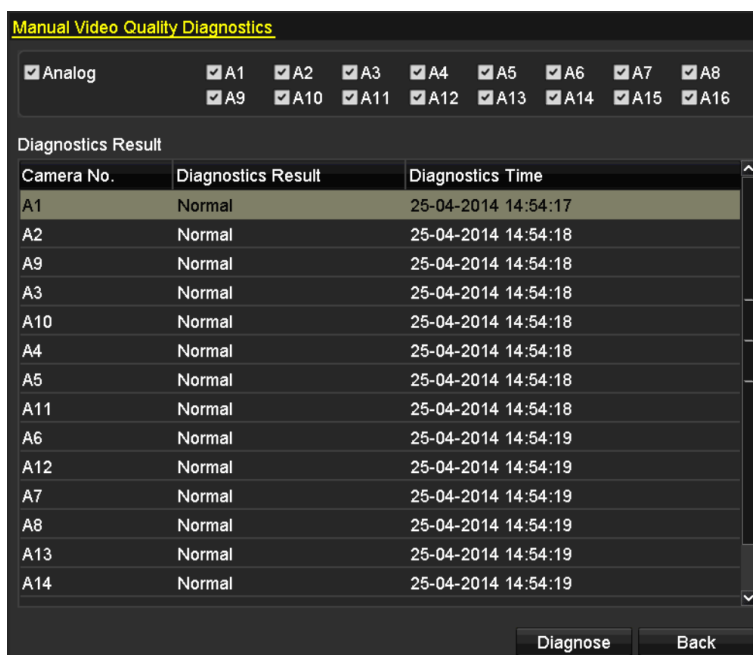 Manual Video Quality Diagnostics
Analog A1 A2 A3 A4 A5 A6 A7 A8
A9 A10 A11 A12 A13 A14 A15 A16
Diagnostics Result
Camera No. Diagnostics Result Diagnostics Time
A1 Normal 25-04-2014 14:54:17
A2 Normal 25-04-2014 14:54:18
A9 Normal 25-04-2014 14:54:18
A3 Normal 25-04-2014 14:54:18
A10 Normal 25-04-2014 14:54:18
A4 Normal 25-04-2014 14:54:18
A5 Normal 25-04-2014 14:54:18
A11 Normal 25-04-2014 14:54:18
A6 Normal 25-04-2014 14:54:19
A12 Normal 25-04-2014 14:54:19
A7 Normal 25-04-2014 14:54:19
A8 Normal 25-04-2014 14:54:19
A13 Normal 25-04-2014 14:54:19
A14 Normal 25-04-2014 14:54:19
Diagnose Back